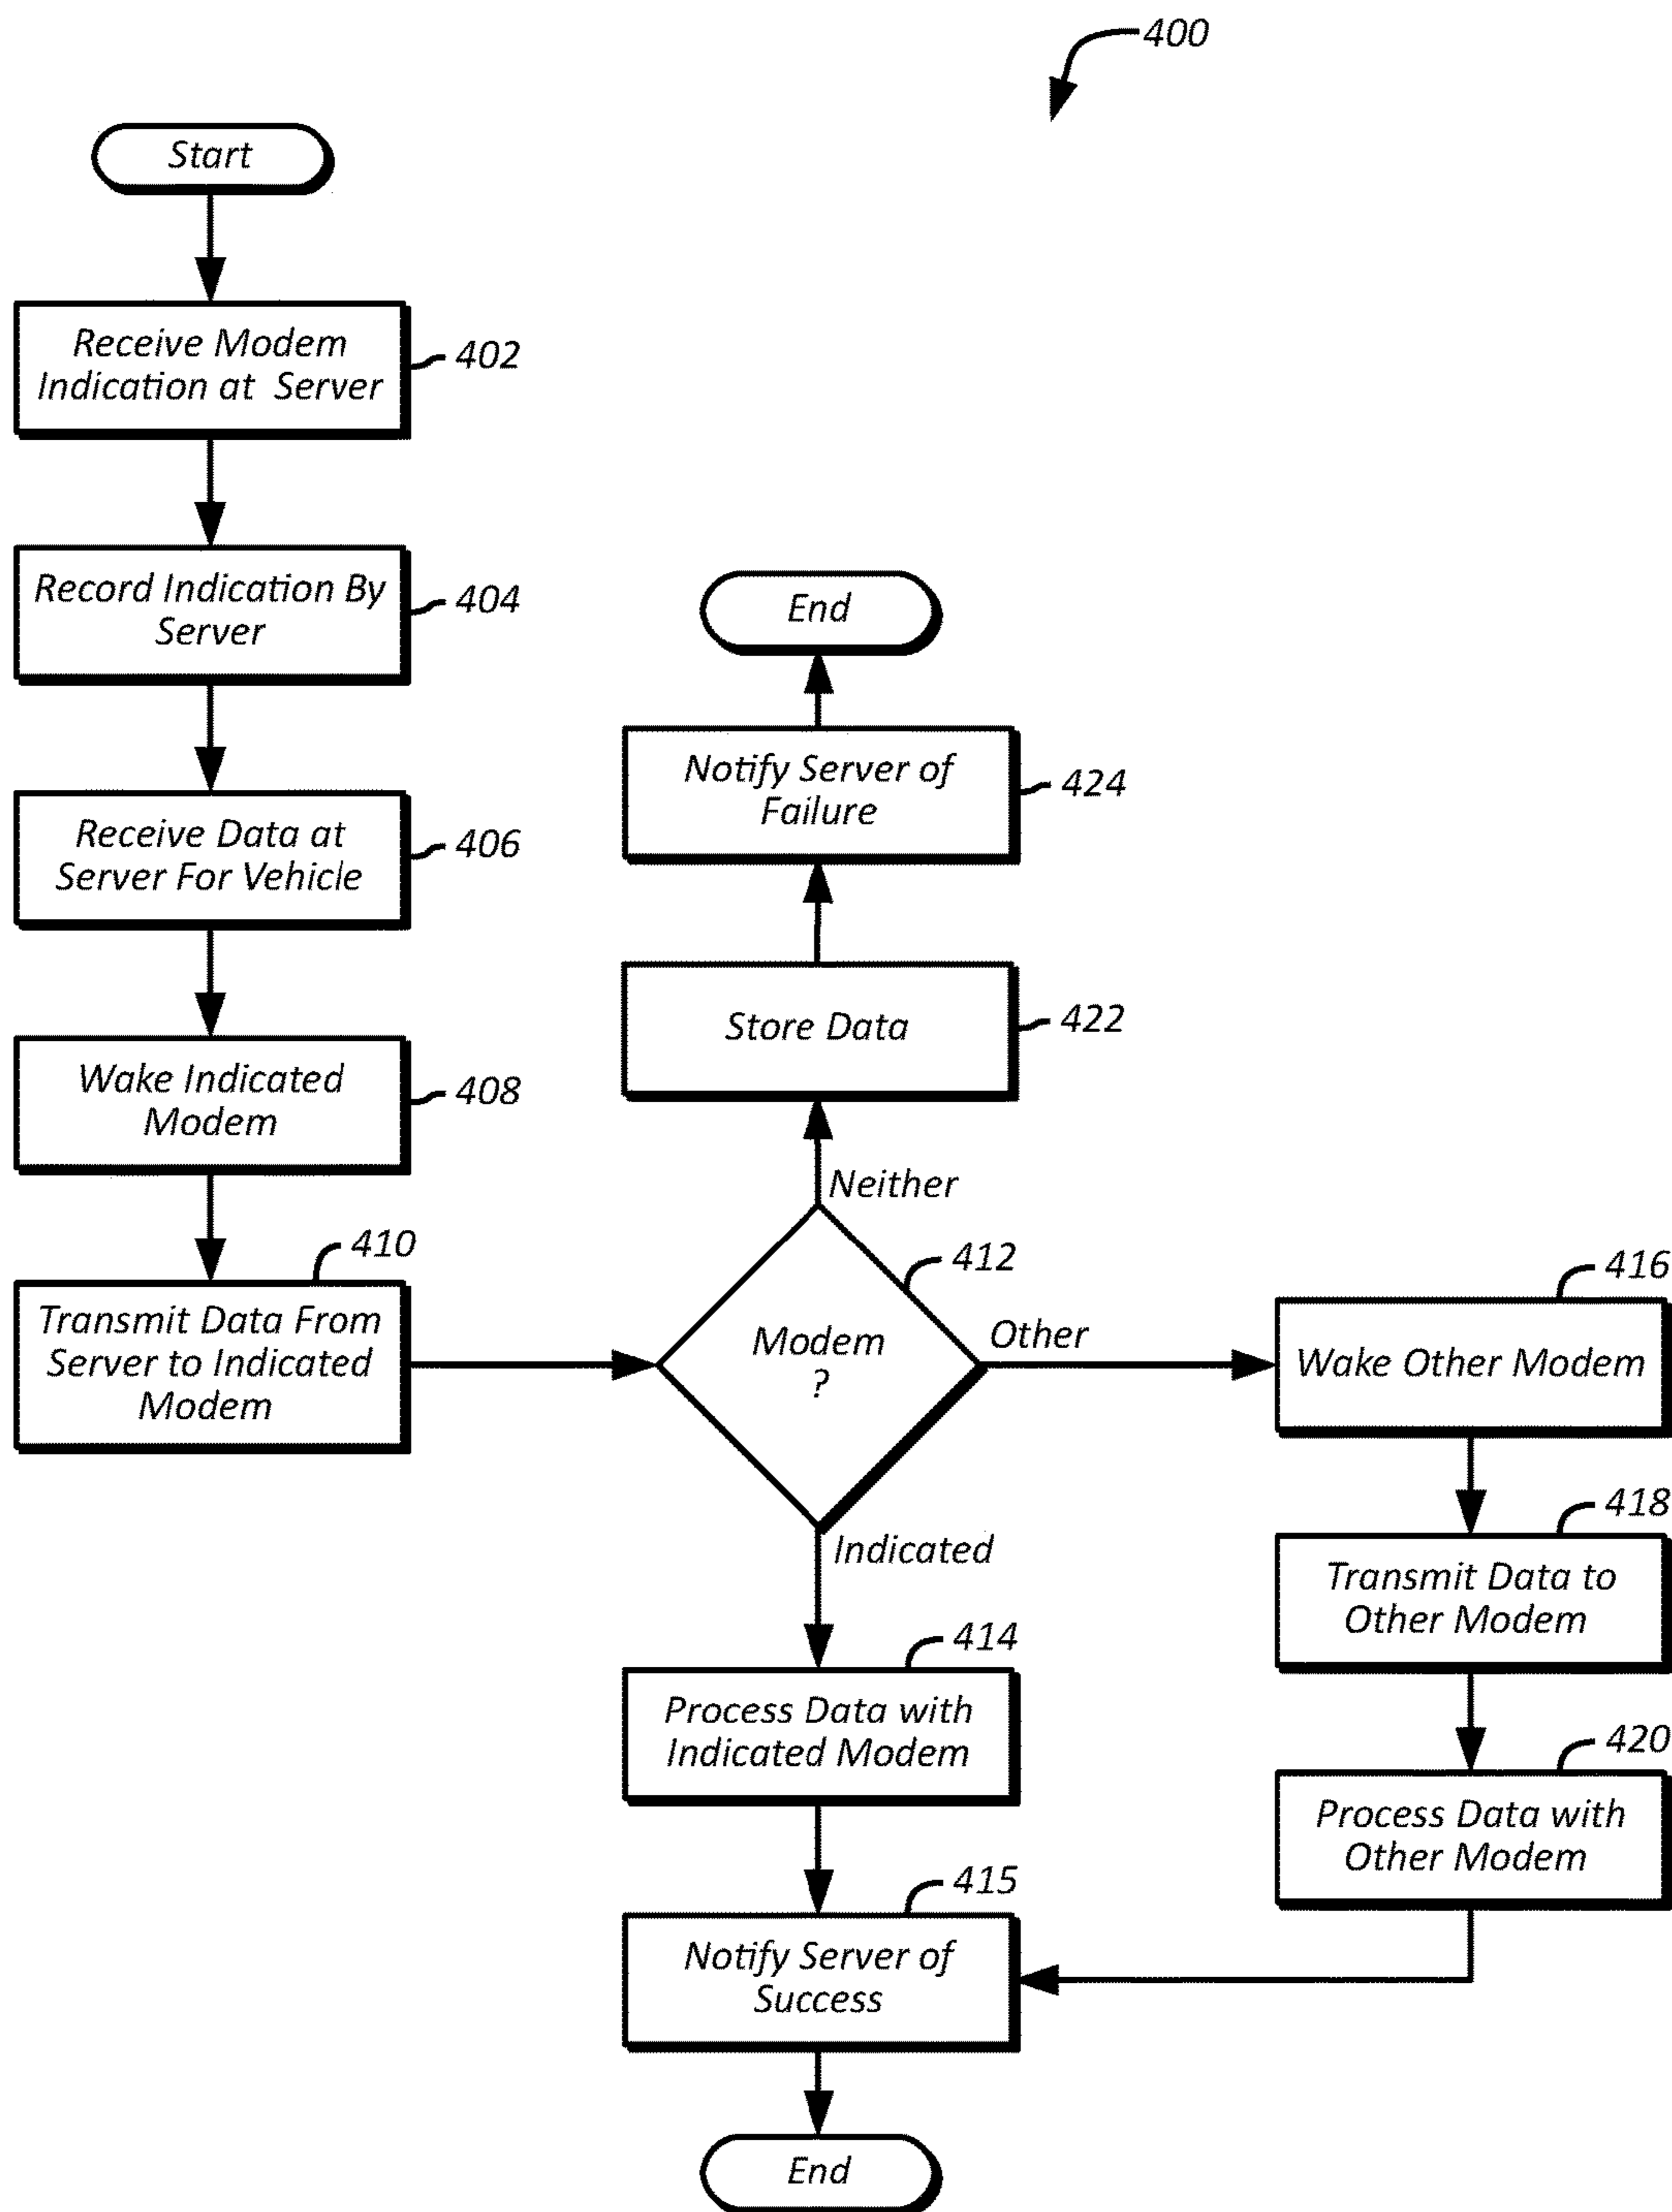 400
Start
Receive Modem
Indication at Server
402
Record Indication By
Server
404
Receive Data at
Server For Vehicle
406
Wake Indicated
Modem
408
410
Transmit Data From
Server to Indicated
Modem
End
Notify Server of
Failure
424
Store Data
422
Neither
412
Modem
?
Other
Indicated
414
Process Data with
Indicated Modem
415
Notify Server of
Success
End
416
Wake Other Modem
418
Transmit Data to
Other Modem
420
Process Data with
Other Modem